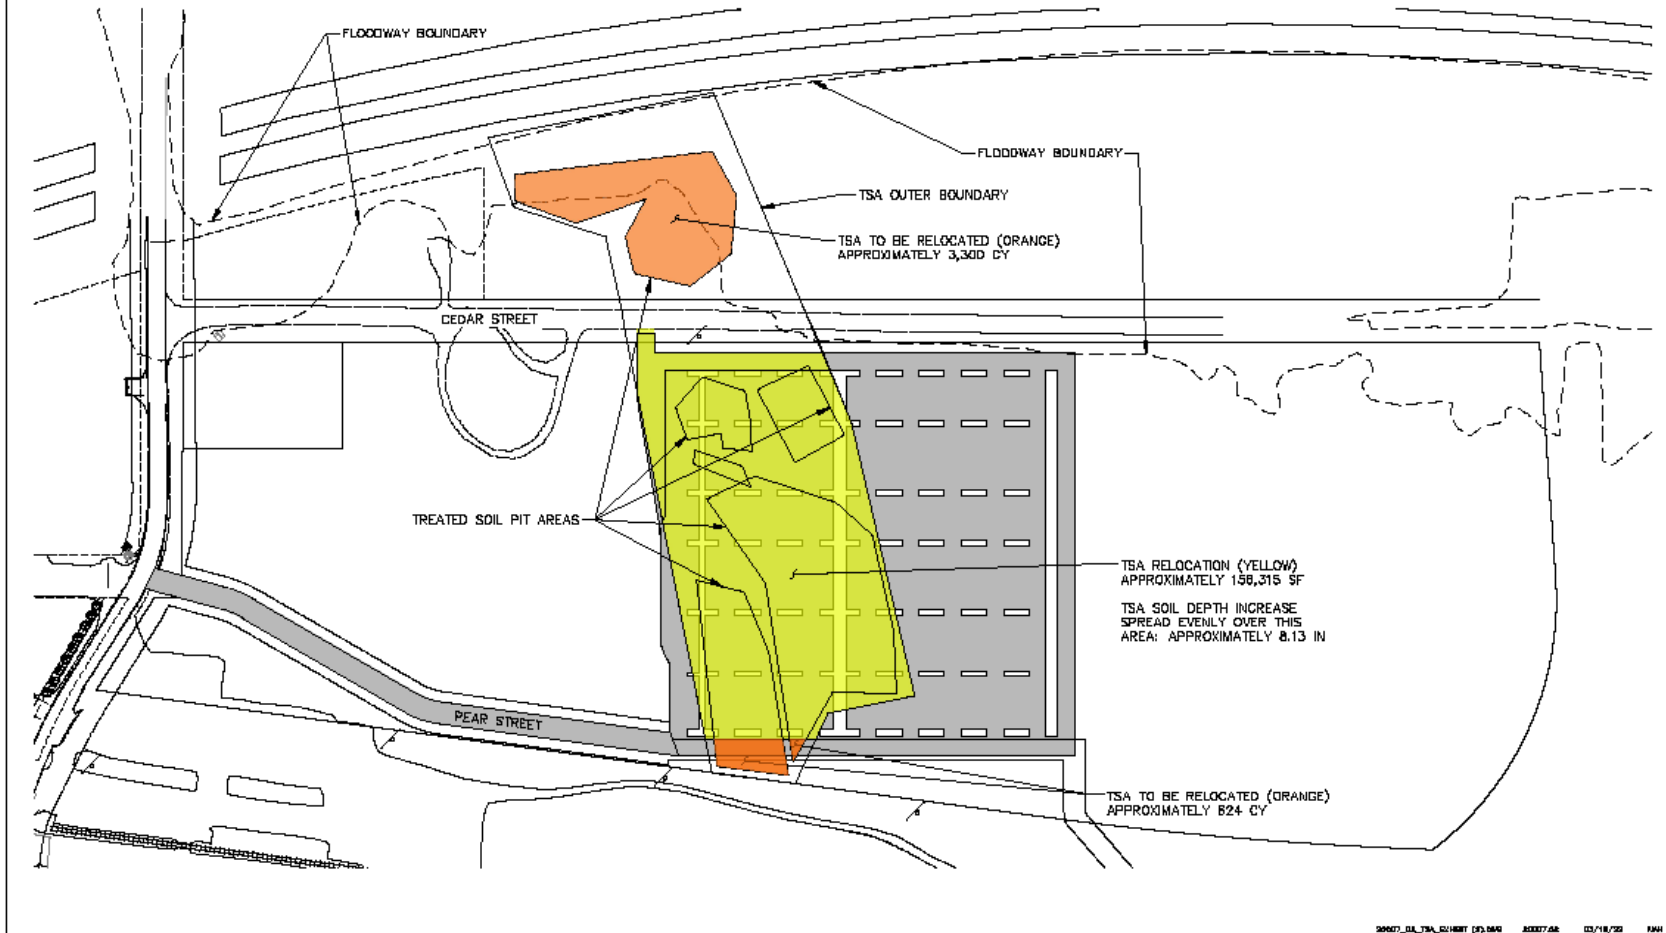 FLOODWAY BOUNDARY
FLOODWAY BOUNDARY
TSA OUTER BOUNDARY
TSA TO BE RELOCATED (ORANGE)
APPROXIMATELY 3,300 CY
CEDAR STREET
TREATED SOIL PIT AREAS
TSA RELOCATION (YELLOW)
APPROXIMATELY 156,315 SF
TSA SOIL DEPTH INCREASE
SPREAD EVENLY OVER THIS
AREA: APPROXIMATELY 8.13 IN
PEAR STREET
TSA TO BE RELOCATED (ORANGE)
APPROXIMATELY 624 CY